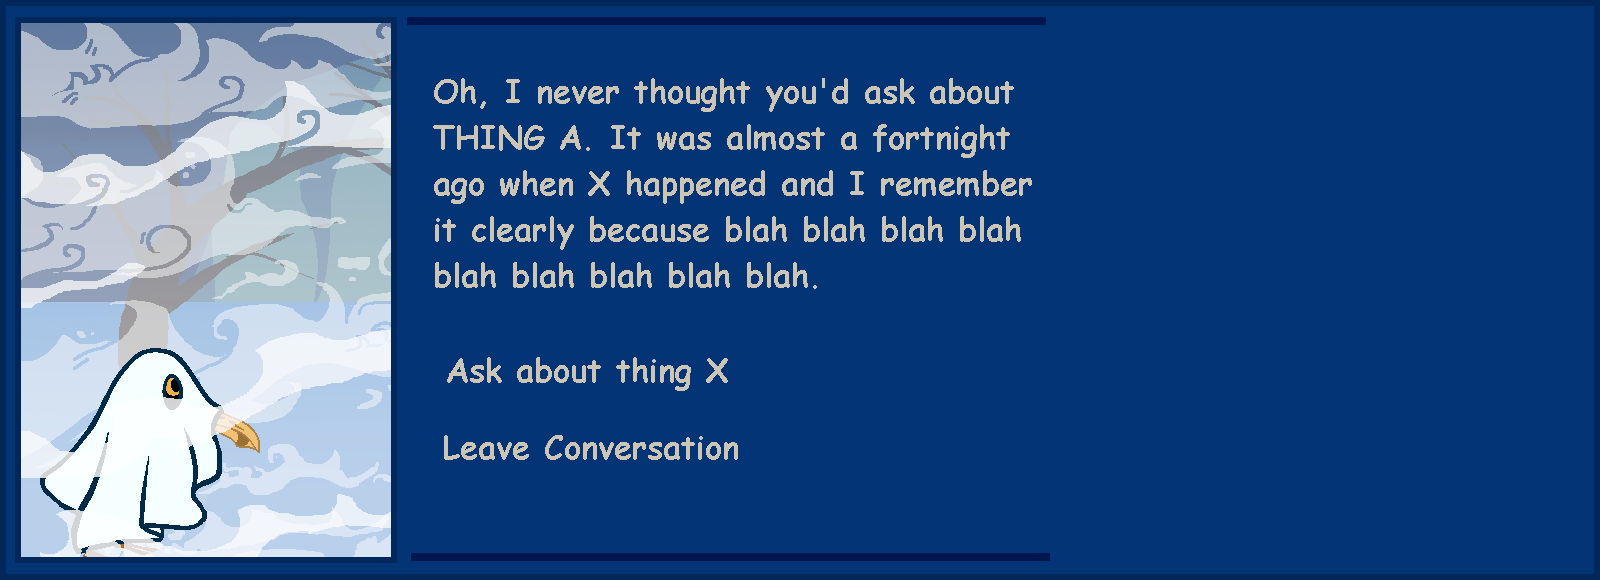 Oh, I never thought you'd ask about
THING A. It was almost a fortnight
ago when X happened and I remember
it clearly because blah blah blah blah
blah blah blah blah blah.
Ask about thing X
Leave Conversation